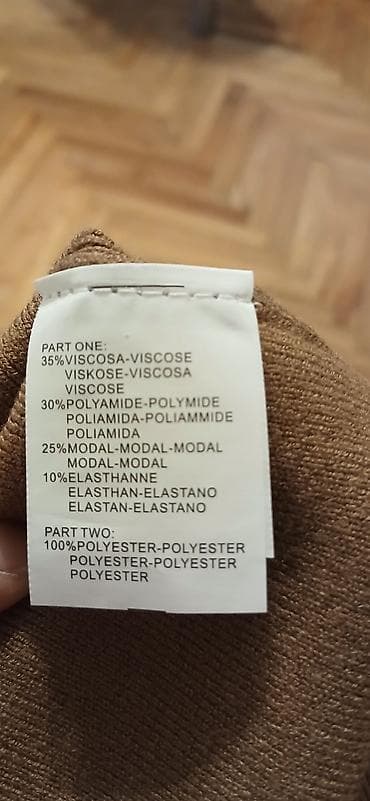 PART ONE:
35%VISCOSA-VISCOSE
VISKOSE-VISCOSA
VISCOSE
30%POLYAMIDE-POLYMIDE
POLIAMIDA-POLIAMMIDE
POLIAMIDA
25%MODAL-MODAL-MODAL
MODAL-MODAL
10%ELASTHANNE
ELASTHAN-ELASTANO
ELASTAN-ELASTANO
PART TWO:
100%POLYESTER-POLYESTER
POLYESTER-POLYESTER
POLYESTER